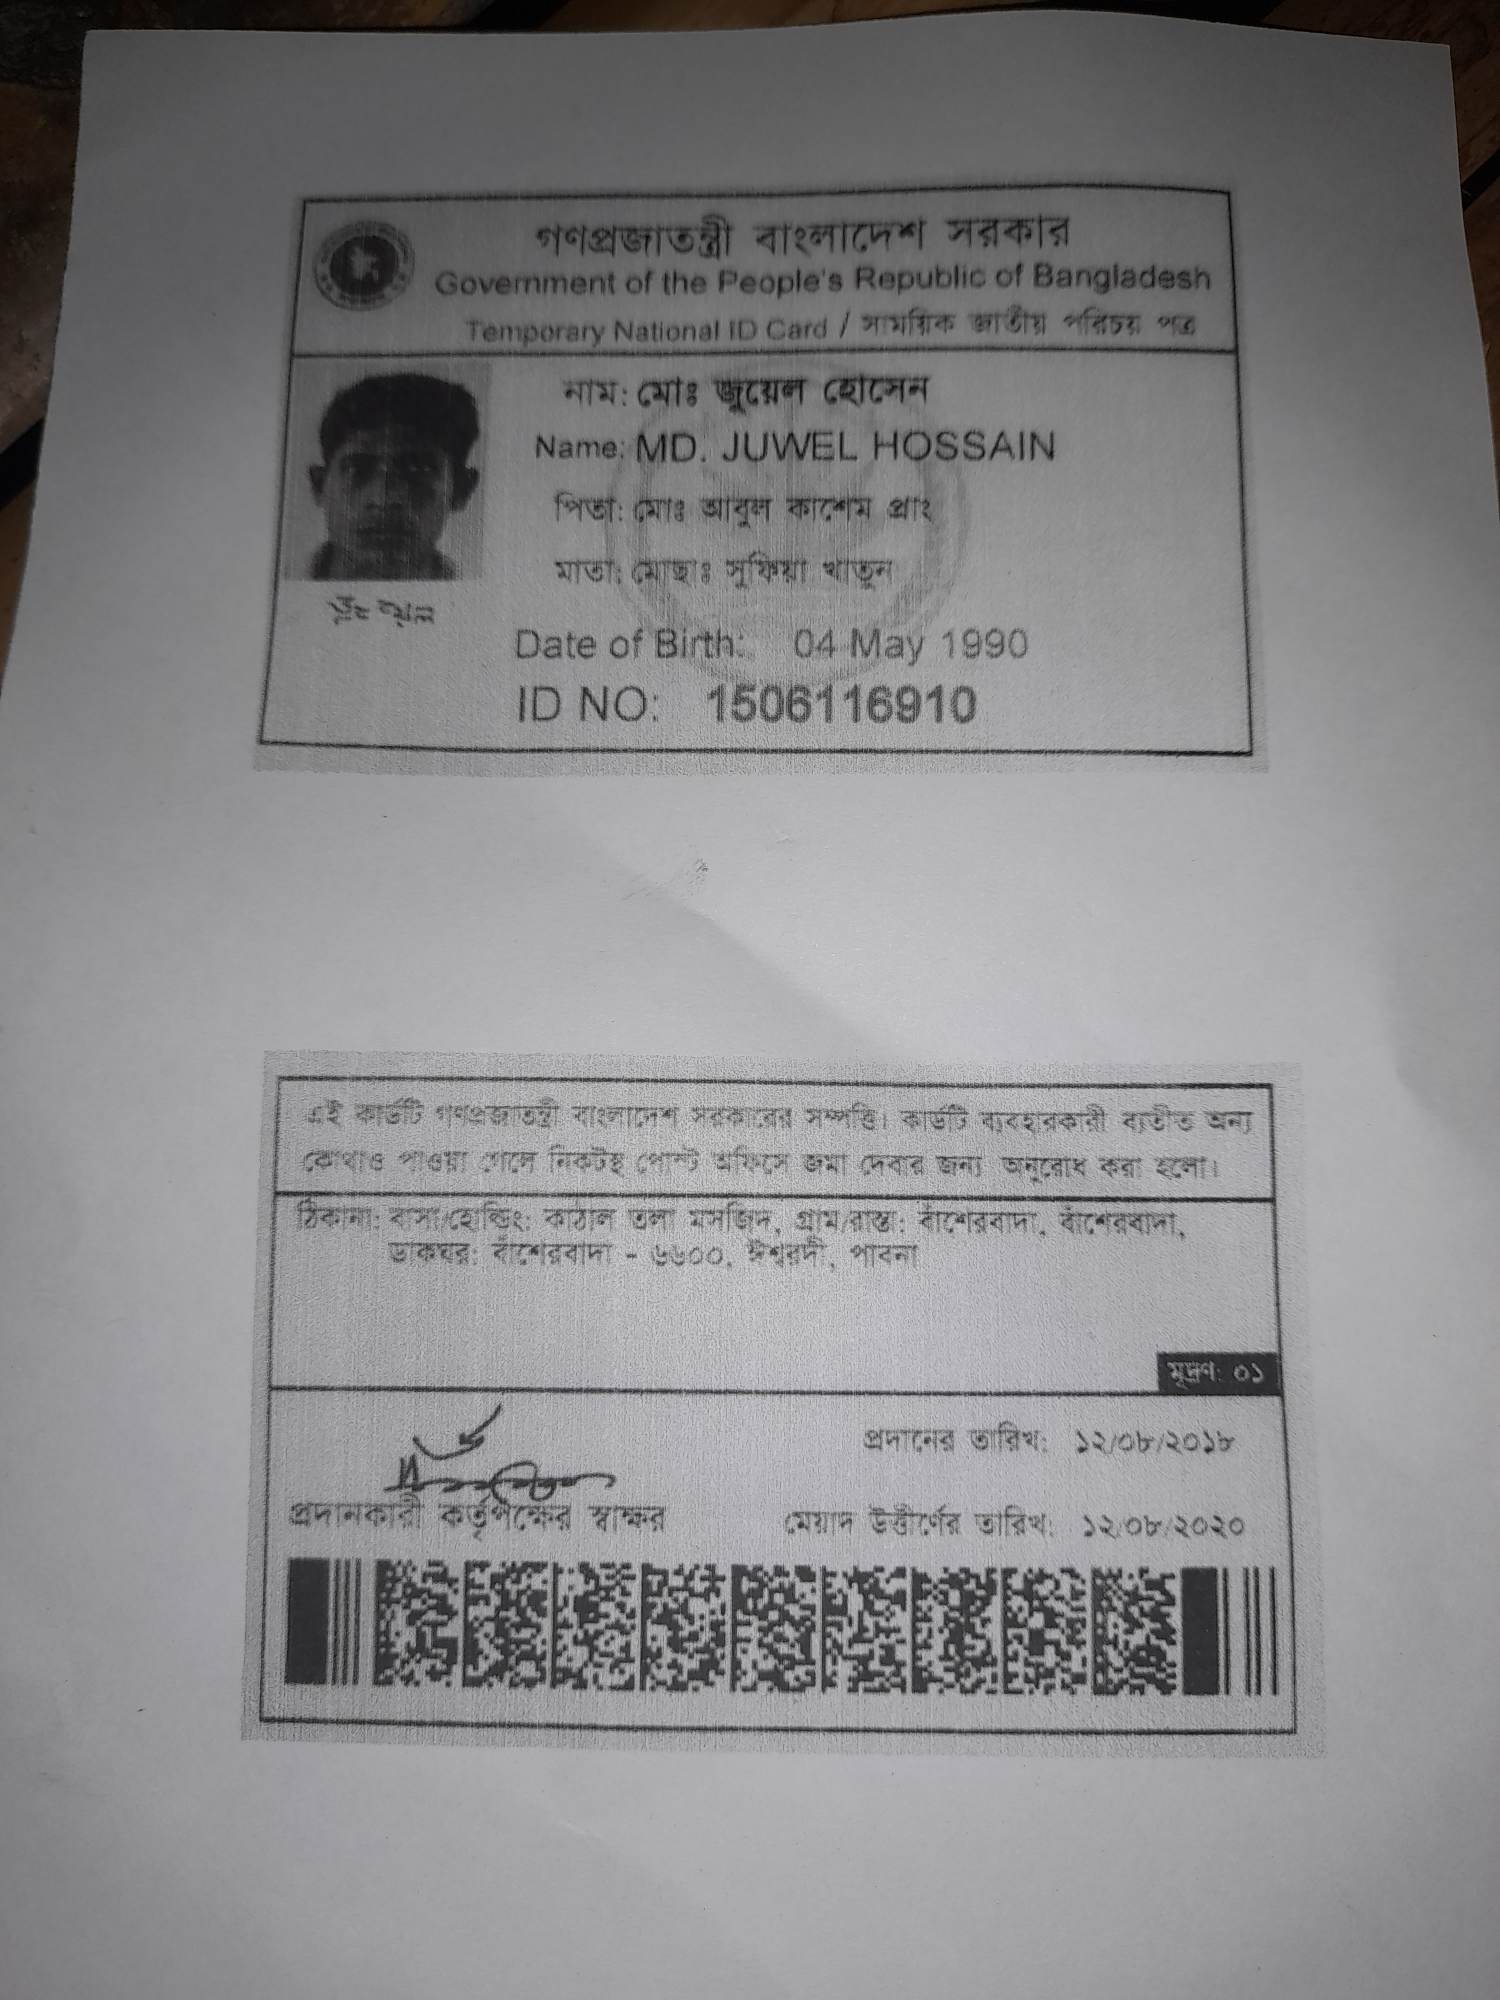 গণপ্রজাতন্ত্রী বাংলাদেশ সরকার
Government of the People's Republic of Bangladesh
Temporary National ID Card / সাময়িক জাতীয় পরিচয় পত্র
নাম: মোঃ জুয়েল হোসেন
Name: MD. JUWEL HOSSAIN
পিতা: মোঃ আবুল কাশেম প্রাং
মাতা: মোছাঃ সুফিয়া খাতুন
Date of Birth: 04 May 1990
ID NO: 1506116910
এই কার্ডটি গণপ্রজাতন্ত্রী বাংলাদেশ সরকারের সম্পত্তি। কার্ডটি ব্যবহারকারী ব্যতীত অন্য
কোথাও পাওয়া গেলে নিকটস্থ পোস্ট অফিসে জমা দেবার জন্য অনুরোধ করা হলো।
ঠিকানা: বাসা/হোল্ডিং: কাঠাল তলা মসজিদ, গ্রাম/রাস্তা: বাঁশেরবাদা, বাঁশেরবাদা,
ডাকঘর: বাঁশেরবাদা - ৬৬০০, ঈশ্বরদী, পাবনা
মুদ্রণ: ০১
প্রদানের তারিখ: ১২/০৮/২০১৮
প্রদানকারী কর্তৃপক্ষের স্বাক্ষর
মেয়াদ উত্তীর্ণের তারিখ: ১২/০৮/২০২০